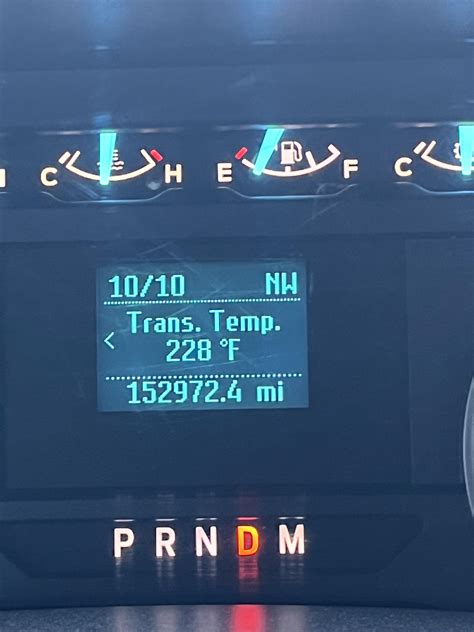 C H E F C
10/10 NW
Trans. Temp.
< 228 °F
152972.4 mi
P R N D M